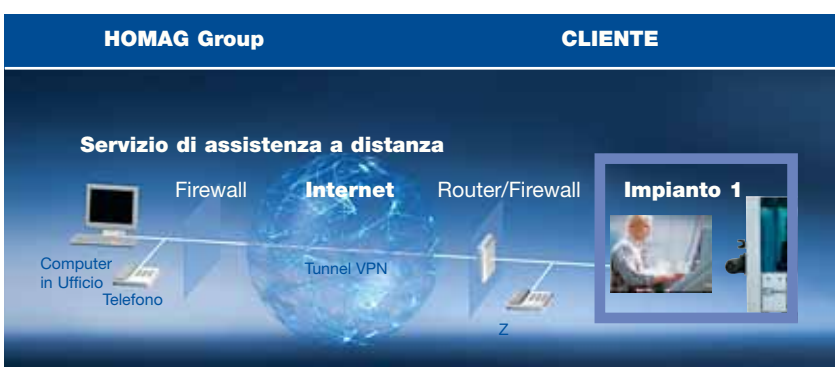 HOMAG Group
CLIENTE
Servizio di assistenza a distanza
Firewall
Internet
Router/Firewall
Impianto 1
Computer
in Ufficio
Telefono
Tunnel VPN
Z